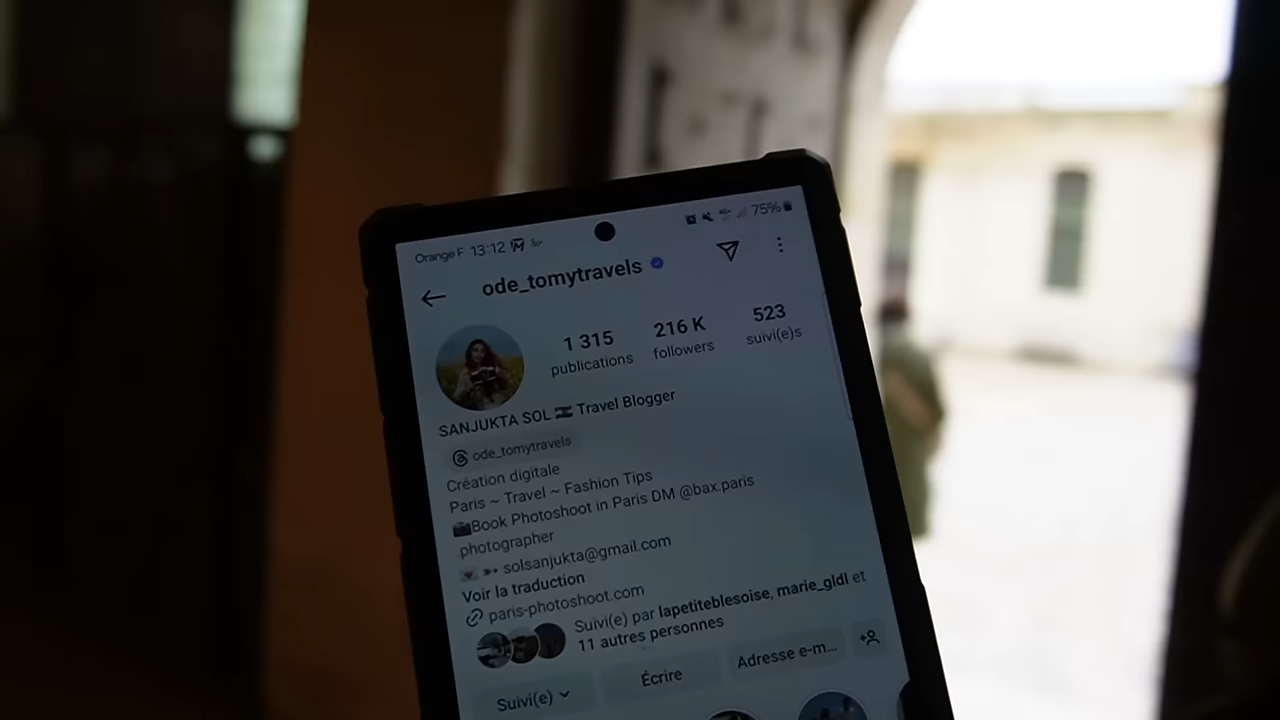 Orange F 13:12 75%
ode_tomytravels
1 315 216 K 523
publications followers suivi(e)s
SANJUKTA SOL Travel Blogger
ode_tomytravels
Création digitale
Paris ~ Travel ~ Fashion Tips
Book Photoshoot in Paris DM @bax.paris
.photographer
solsanjukta@gmail.com
Voir la traduction
paris-photoshoot.com
Suivi(e) par lapetiteblesoise, marie_gldl et
11 autres personnes
Suivi(e) Écrire Adresse e-m...